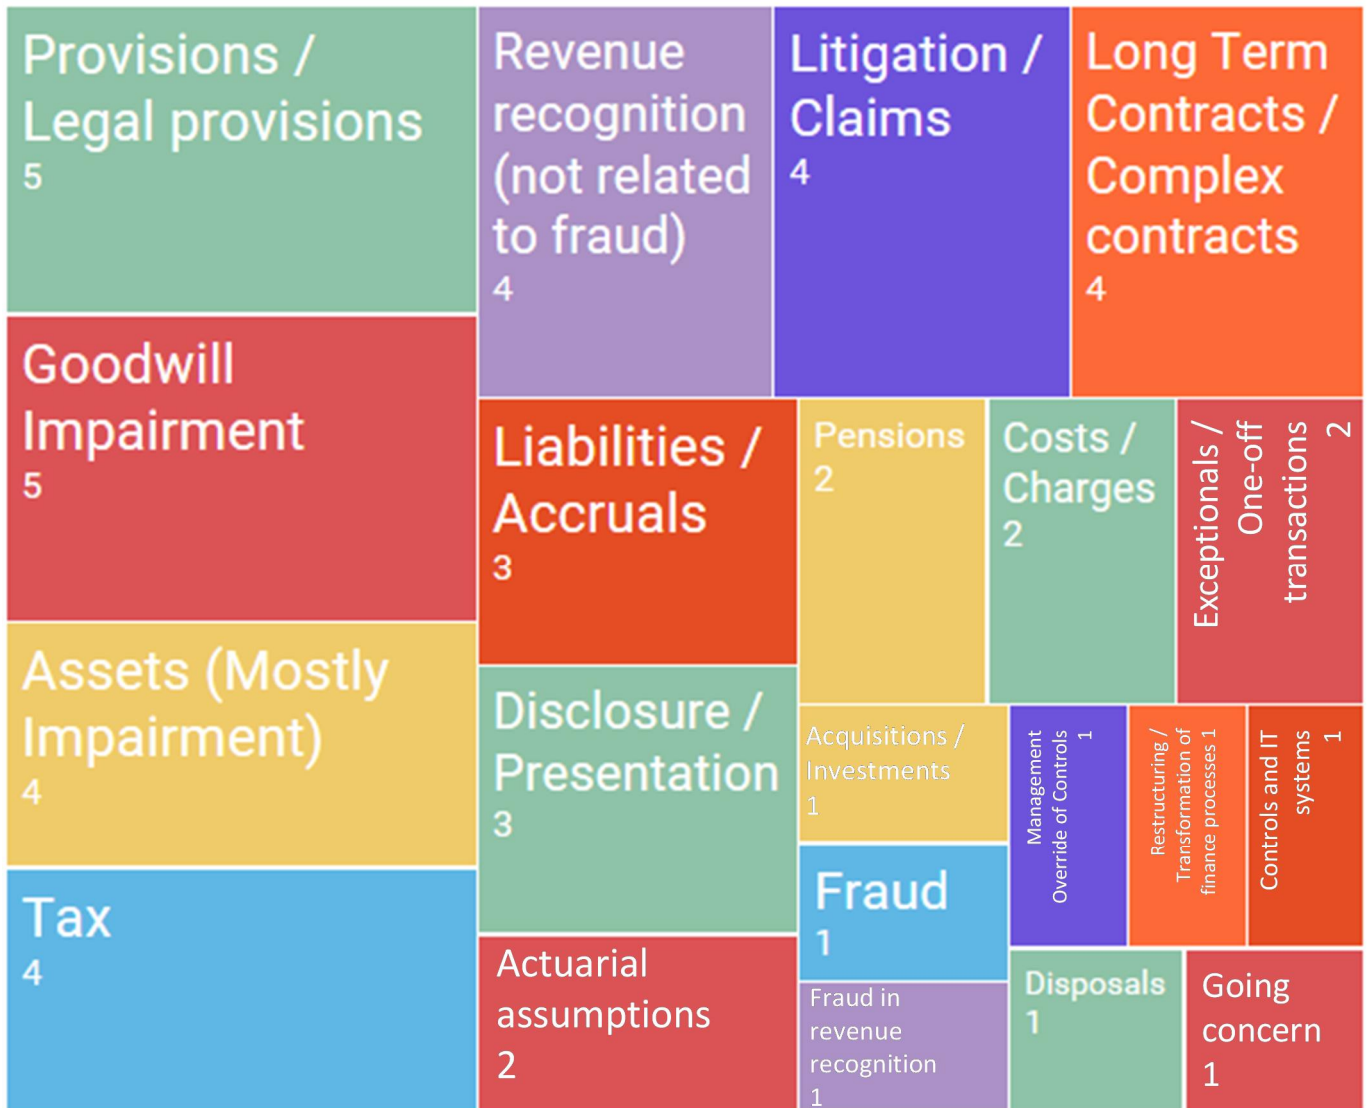 Provisions /
Legal provisions
5
Revenue
recognition
(not related
to fraud)
4
Litigation /
Claims
4
Long Term
Contracts /
Complex
contracts
4
Goodwill
Impairment
5
Liabilities /
Accruals
3
Pensions
2
Costs /
Charges
2
Exceptionals /
One-off
transactions
2
Assets (Mostly
Impairment)
4
Disclosure /
Presentation
3
Acquisitions /
Investments
1
Management
Override of Controls
1
Restructuring /
Transformation of
finance processes 1
Controls and IT
systems
1
Tax
4
Fraud
1
Actuarial
assumptions
2
Fraud in
revenue
recognition
1
Disposals
1
Going
concern
1